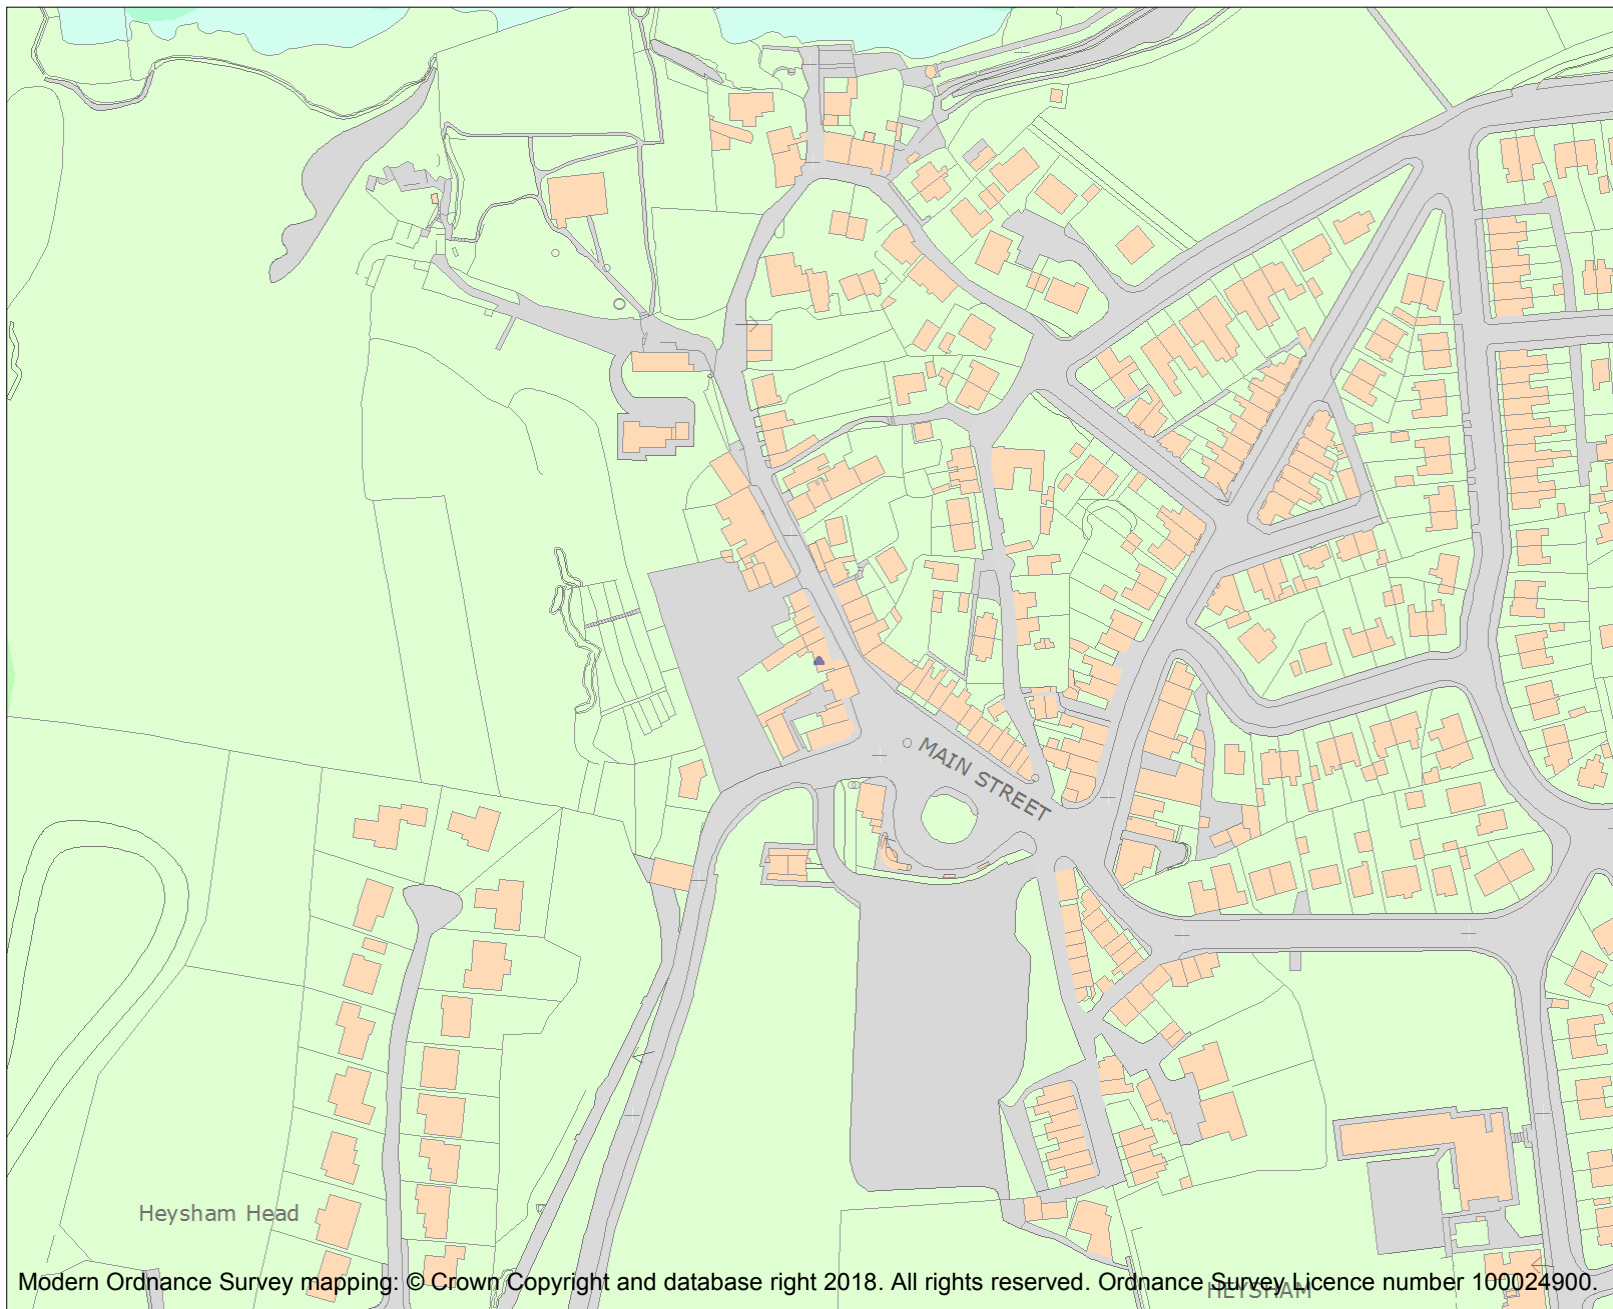 MAIN STREET
Heysham Head
Modern Ordnance Survey mapping: © Crown Copyright and database right 2018. All rights reserved. Ordnance Survey Licence number 100024900.
HEYSHAM